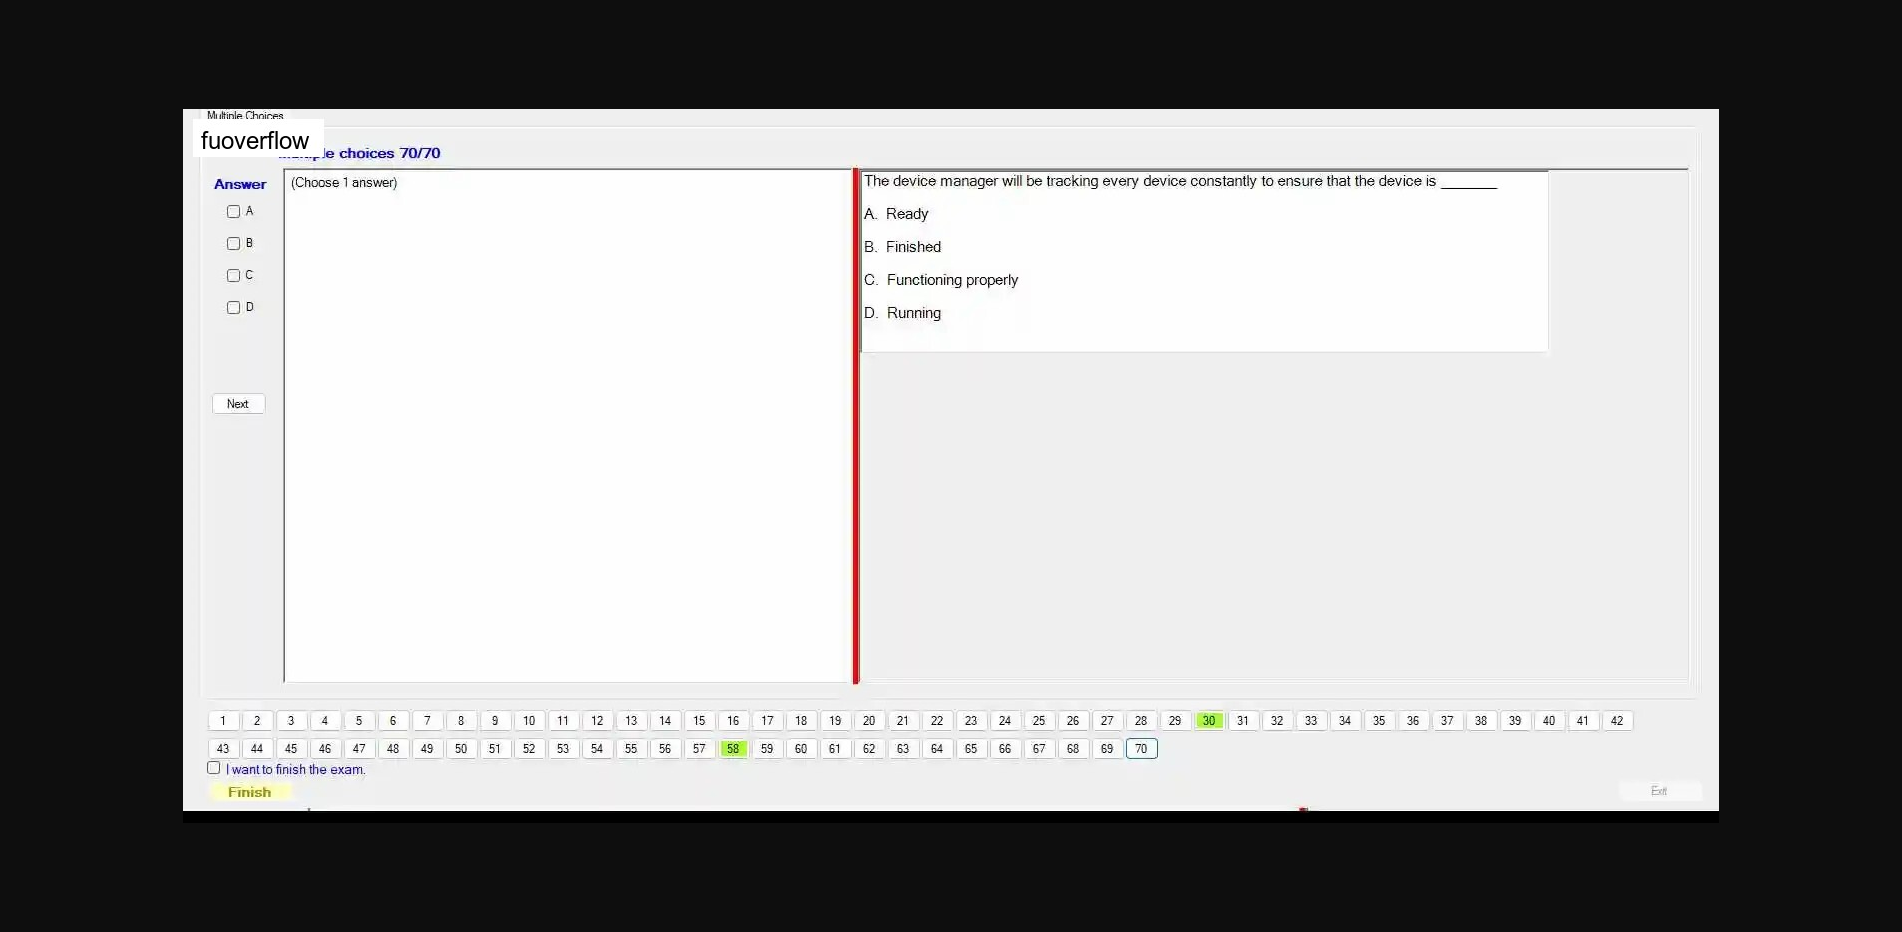 Multiple Choices
fuoverflow
choices 70/70
Answer
(Choose 1 answer)
A
B
C
D
Next
The device manager will be tracking every device constantly to ensure that the device is _______
A. Ready
B. Finished
C. Functioning properly
D. Running
1 2 3 4 5 6 7 8 9 10 11 12 13 14 15 16 17 18 19 20 21 22 23 24 25 26 27 28 29 30 31 32 33 34 35 36 37 38 39 40 41 42
43 44 45 46 47 48 49 50 51 52 53 54 55 56 57 58 59 60 61 62 63 64 65 66 67 68 69 70
I want to finish the exam.
Finish
Exit